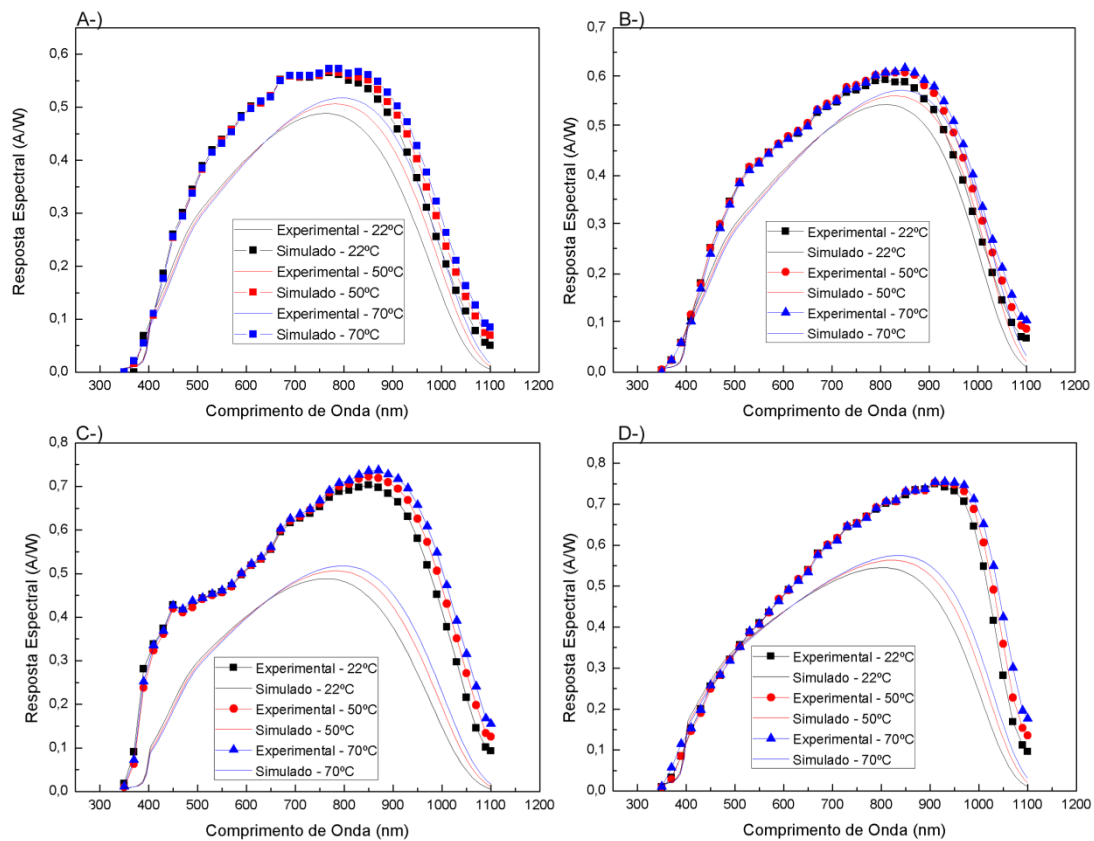 A-)
0,6
0,5
0,4
0,3
0,2
0,1
0,0
Resposta Espectral (A/W)
Experimental - 22ºC
Simulado - 22ºC
Experimental - 50ºC
Simulado - 50ºC
Experimental - 70ºC
Simulado - 70ºC
300 400 500 600 700 800 900 1000 1100 1200
Comprimento de Onda (nm)
B-)
0,7
0,6
0,5
0,4
0,3
0,2
0,1
0,0
Resposta Espectral (A/W)
Experimental - 22ºC
Simulado - 22ºC
Experimental - 50ºC
Simulado - 50ºC
Experimental - 70ºC
Simulado - 70ºC
300 400 500 600 700 800 900 1000 1100 1200
Comprimento de Onda (nm)
C-)
0,8
0,7
0,6
0,5
0,4
0,3
0,2
0,1
0,0
Resposta Espectral (A/W)
Experimental - 22ºC
Simulado - 22ºC
Experimental - 50ºC
Simulado - 50ºC
Experimental - 70ºC
Simulado - 70ºC
300 400 500 600 700 800 900 1000 1100 1200
Comprimento de Onda (nm)
D-)
0,8
0,7
0,6
0,5
0,4
0,3
0,2
0,1
0,0
Resposta Espectral (A/W)
Experimental - 22ºC
Simulado - 22ºC
Experimental - 50ºC
Simulado - 50ºC
Experimental - 70ºC
Simulado - 70ºC
300 400 500 600 700 800 900 1000 1100 1200
Comprimento de Onda (nm)